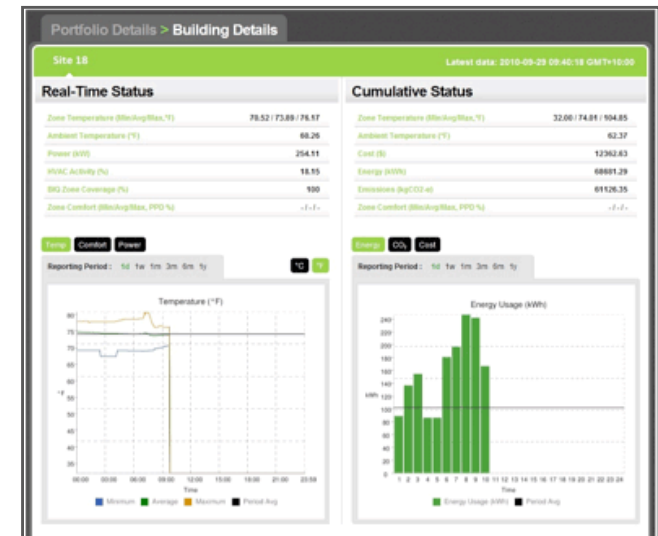 Portfolio Details > Building Details
Site 18
Latest data: 2010-09-29 09:40:18 GMT+10:00
Real-Time Status
Zone Temperature (Min/Avg/Max,°F)
Ambient Temperature (°F) 60.26
Power (kW) 254.11
HVAC Activity (%) 18.15
BIQ Zone Coverage (%) 100
Zone Comfort (Min/Avg/Max, PPD %) - / - / -
Temp Comfort Power
Reporting Period : 1d 1w 1m 3m 6m 1y °C °F
Temperature (°F)
80
75
70
65
60
55
50
45
40
35
°F
00:00 03:00 06:00 09:00 12:00 15:00 18:00 21:00 23:59
Time
Minimum Average Maximum Period Avg
Cumulative Status
Zone Temperature (Min/Avg/Max,°F) 32.00 / 74.01 / 104.85
Ambient Temperature (°F) 62.37
Cost ($) 12362.63
Energy (kWh) 68681.29
Emissions (kgCO2-e) 61126.35
Zone Comfort (Min/Avg/Max, PPD %) - / - / -
Energy CO₂ Cost
Reporting Period : 1d 1w 1m 3m 6m 1y
Energy Usage (kWh)
240
220
200
180
160
140
120
100
80
60
40
20
0
kWh
1 2 3 4 5 6 7 8 9 10 11 12 13 14 15 16 17 18 19 20 21 22 23 24
Time
Energy Usage (kWh) Period Avg